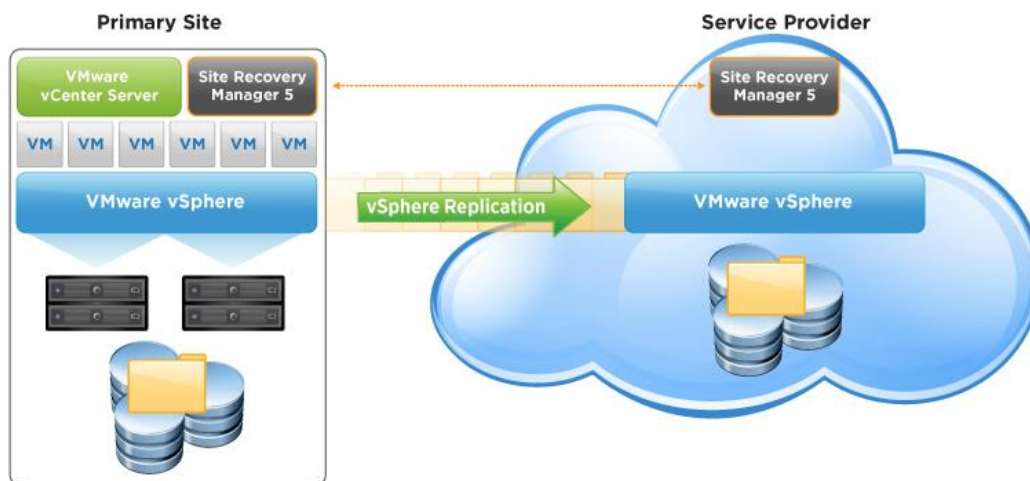 Primary Site
Service Provider
VMware
vCenter Server
Site Recovery
Manager 5
Site Recovery
Manager 5
VM
VM
VM
VM
VM
VM
VMware vSphere
vSphere Replication
VMware vSphere